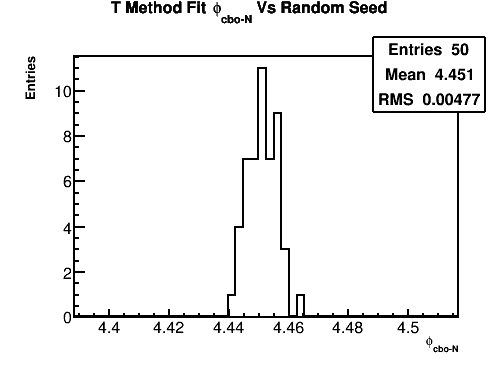 T Method Fit ϕcbo-N Vs Random Seed
Entries 50
Mean 4.451
RMS 0.00477
Entries
10
8
6
4
2
0
4.4 4.42 4.44 4.46 4.48 4.5
ϕcbo-N